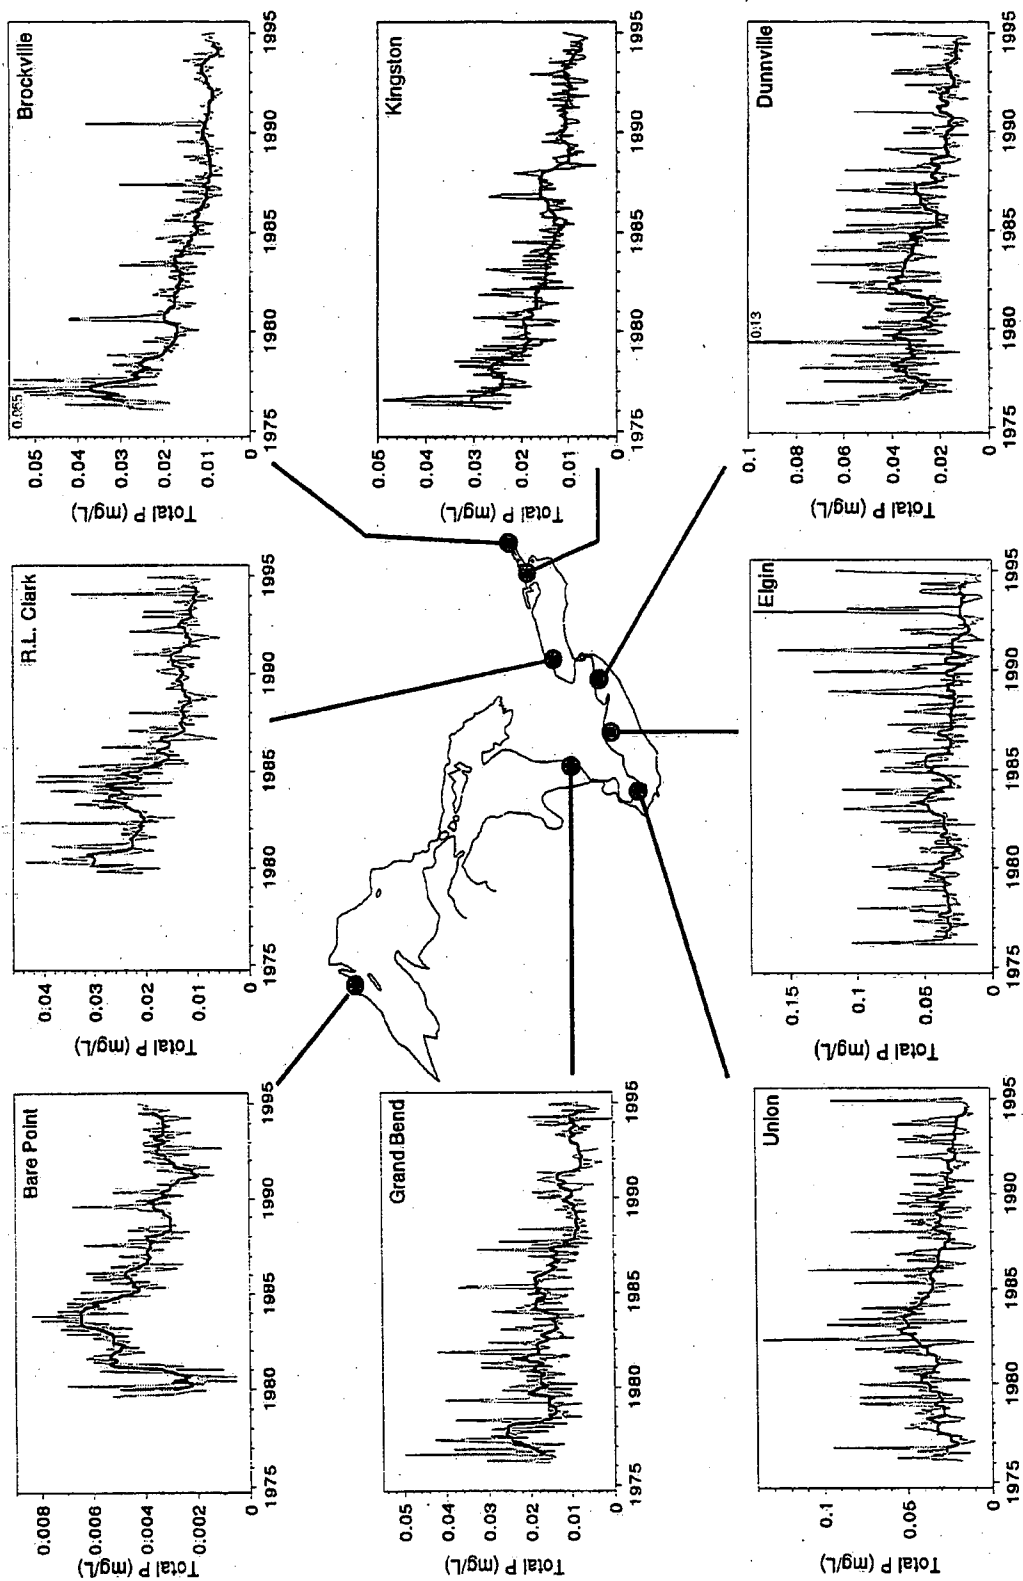 Bare Point
Total P (mg/L)
0.008
0.006
0.004
0.002
0
1975 1980 1985 1990 1995
R.L. Clark
Total P (mg/L)
0.04
0.03
0.02
0.01
0
1975 1980 1985 1990 1995
Brockville
0.065
Total P (mg/L)
0.05
0.04
0.03
0.02
0.01
0
1975 1980 1985 1990 1995
Grand Bend
Total P (mg/L)
0.05
0.04
0.03
0.02
0.01
0
1975 1980 1985 1990 1995
Kingston
Total P (mg/L)
0.05
0.04
0.03
0.02
0.01
0
1975 1980 1985 1990 1995
Union
Total P (mg/L)
0.1
0.05
0
1975 1980 1985 1990 1995
Elgin
Total P (mg/L)
0.15
0.1
0.05
0
1975 1980 1985 1990 1995
Dunnville
0.13
Total P (mg/L)
0.1
0.08
0.06
0.04
0.02
0
1975 1980 1985 1990 1995